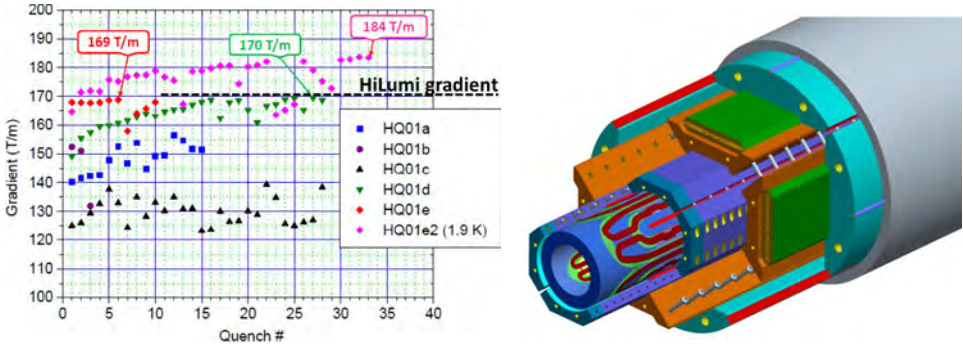 200
190
180
170
160
150
140
130
120
110
100
Gradient (T/m)
169 T/m
170 T/m
184 T/m
HiLumi gradient
HQ01a
HQ01b
HQ01c
HQ01d
HQ01e
HQ01e2 (1.9 K)
0 5 10 15 20 25 30 35 40
Quench #